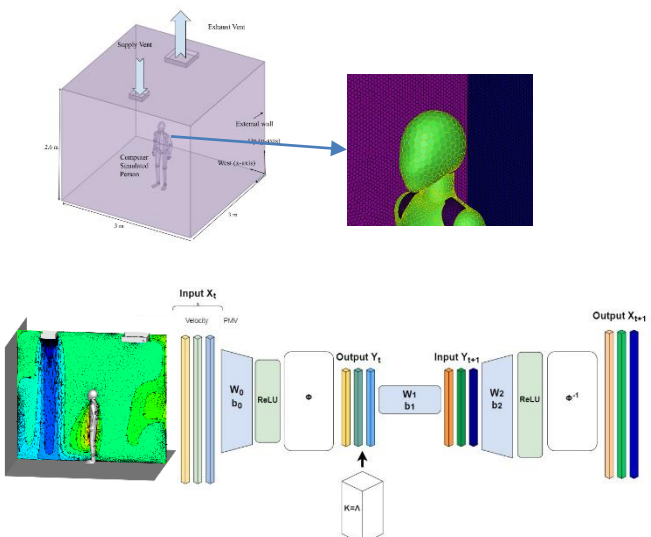 Exhaust Vent
Supply Vent
External wall
2.6 m
Computer
Simulated
Person
West (x-axis)
3 m
3 m
Input Xt
Velocity PMV
Output Xt+1
W0
b0
ReLU
Φ
Output Yt
W1
b1
Input Yt+1
W2
b2
ReLU
Φ-1
K=Λ